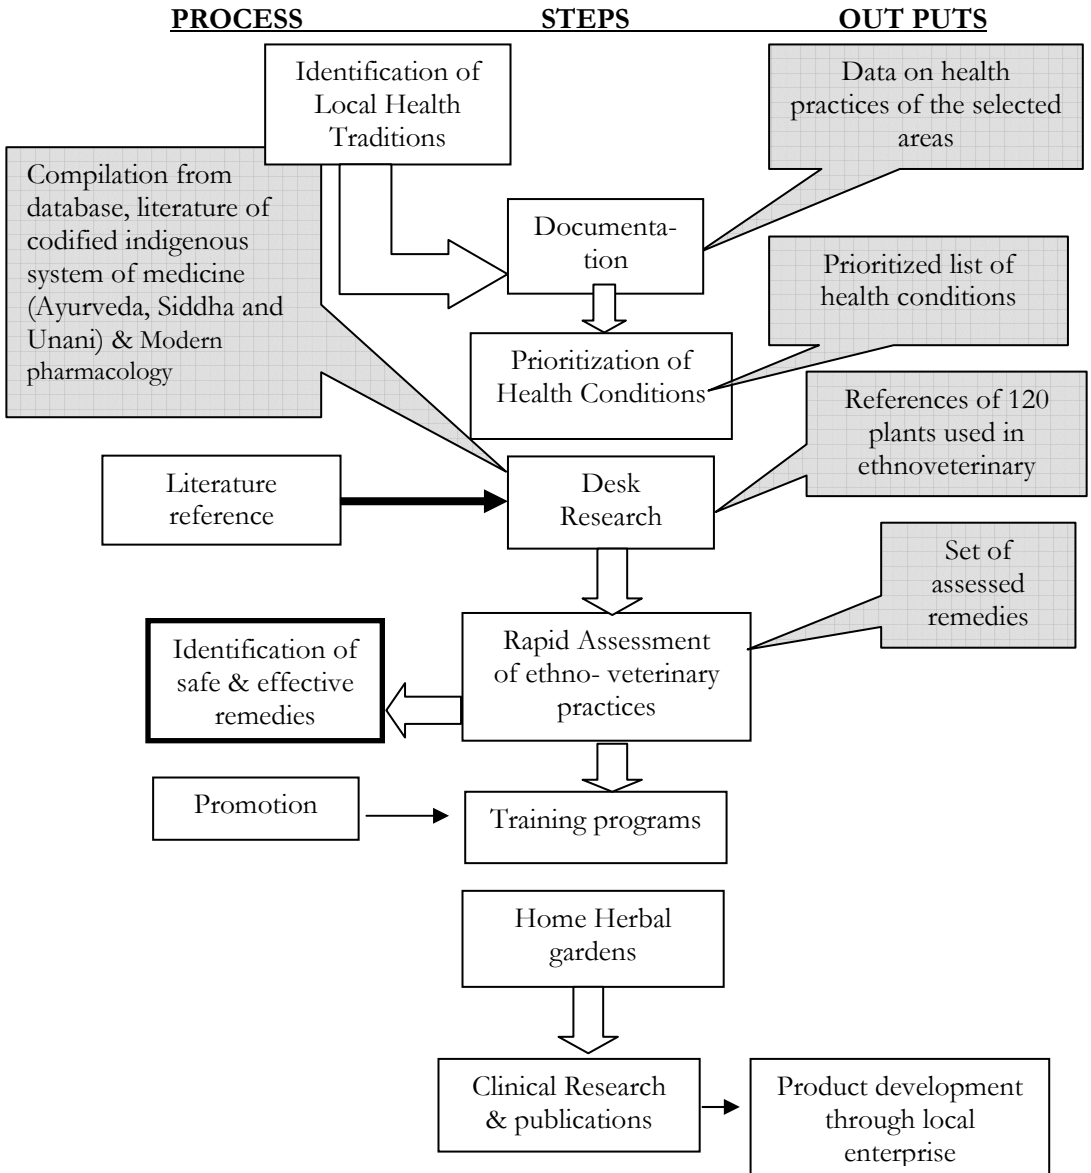 PROCESS STEPS OUT PUTS
Identification of
Local Health
Traditions
Data on health
practices of the selected
areas
Compilation from
database, literature of
codified indigenous
system of medicine
(Ayurveda, Siddha and
Unani) & Modern
pharmacology
Documenta-
tion
Prioritized list of
health conditions
Prioritization of
Health Conditions
References of 120
plants used in
ethnoveterinary
Literature
reference
Desk
Research
Set of
assessed
remedies
Identification of
safe & effective
remedies
Rapid Assessment
of ethno- veterinary
practices
Promotion
Training programs
Home Herbal
gardens
Clinical Research
& publications
Product development
through local
enterprise